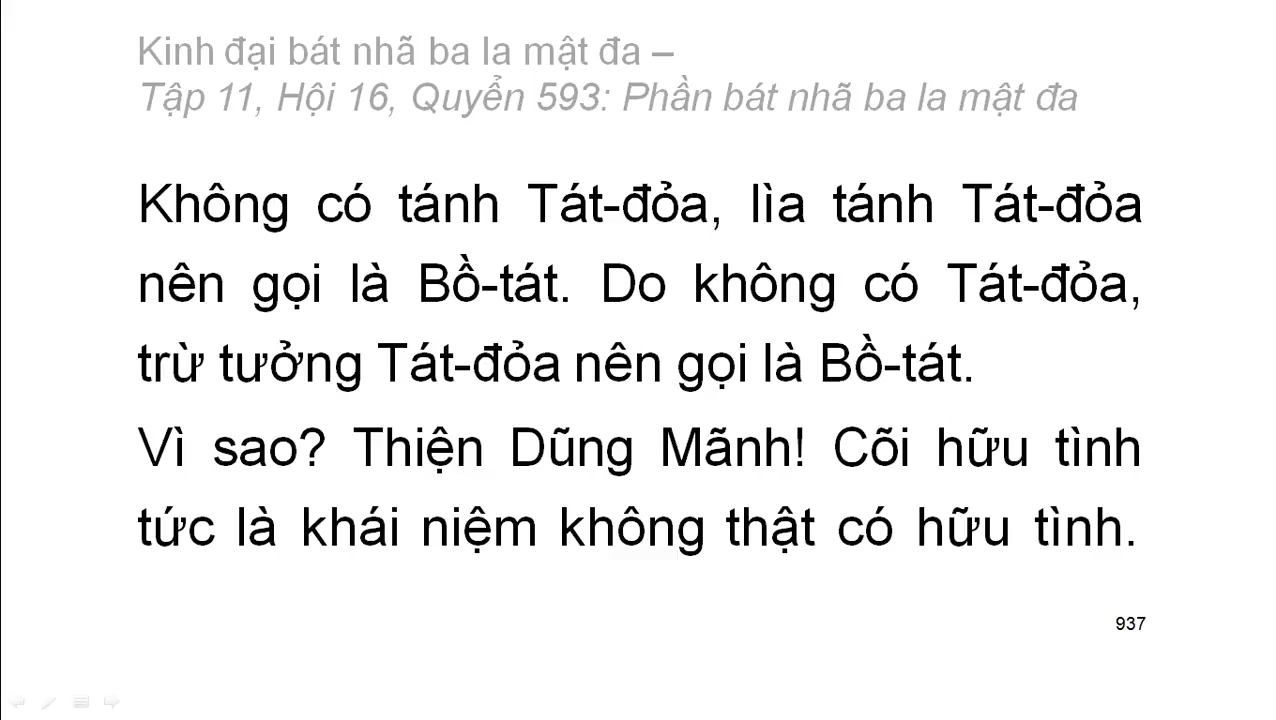 Kinh đại bát nhã ba la mật đa –
Tập 11, Hội 16, Quyển 593: Phần bát nhã ba la mật đa
Không có tánh Tát-đỏa, lìa tánh Tát-đỏa
nên gọi là Bồ-tát. Do không có Tát-đỏa,
trừ tưởng Tát-đỏa nên gọi là Bồ-tát.
Vì sao? Thiện Dũng Mãnh! Cõi hữu tình
tức là khái niệm không thật có hữu tình.
937